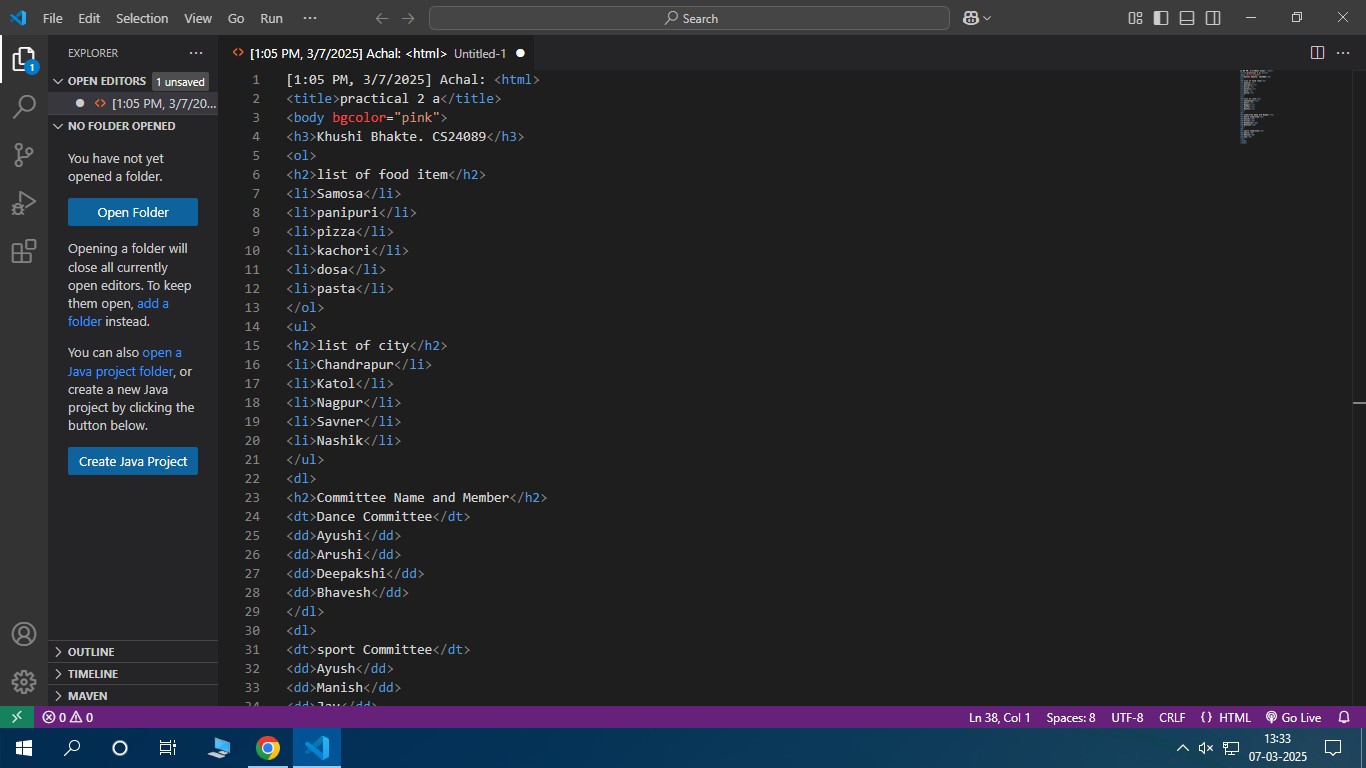 File Edit Selection View Go Run ··· Search
EXPLORER ···
OPEN EDITORS 1 unsaved
[1:05 PM, 3/7/20...
NO FOLDER OPENED
You have not yet
opened a folder.
Open Folder
Opening a folder will
close all currently
open editors. To keep
them open, add a
folder instead.
You can also open a
Java project folder, or
create a new Java
project by clicking the
button below.
Create Java Project
OUTLINE
TIMELINE
MAVEN
[1:05 PM, 3/7/2025] Achal: <html> Untitled-1
1 [1:05 PM, 3/7/2025] Achal: <html>
2 <title>practical 2 a</title>
3 <body bgcolor="pink">
4 <h3>Khushi Bhakte. CS24089</h3>
5 <ol>
6 <h2>list of food item</h2>
7 <li>Samosa</li>
8 <li>panipuri</li>
9 <li>pizza</li>
10 <li>kachori</li>
11 <li>dosa</li>
12 <li>pasta</li>
13 </ol>
14 <ul>
15 <h2>list of city</h2>
16 <li>Chandrapur</li>
17 <li>Katol</li>
18 <li>Nagpur</li>
19 <li>Savner</li>
20 <li>Nashik</li>
21 </ul>
22 <dl>
23 <h2>Committee Name and Member</h2>
24 <dt>Dance Committee</dt>
25 <dd>Ayushi</dd>
26 <dd>Arushi</dd>
27 <dd>Deepakshi</dd>
28 <dd>Bhavesh</dd>
29 </dl>
30 <dl>
31 <dt>sport Committee</dt>
32 <dd>Ayush</dd>
33 <dd>Manish</dd>
34 <dd>Jay</dd>
0 0 Ln 38, Col 1 Spaces: 8 UTF-8 CRLF {} HTML Go Live
13:33
07-03-2025